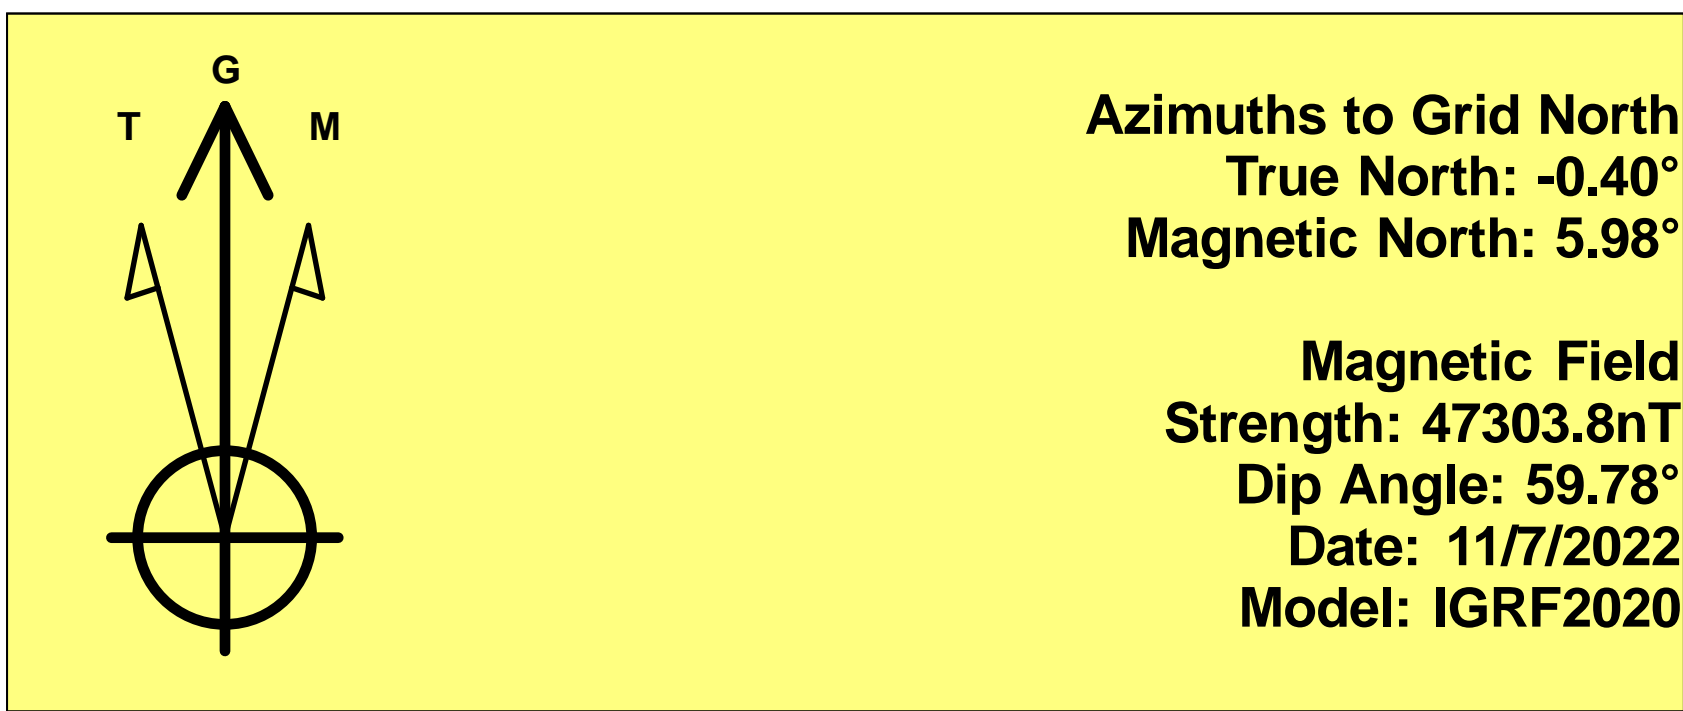 G
T M
Azimuths to Grid North
True North: -0.40°
Magnetic North: 5.98°
Magnetic Field
Strength: 47303.8nT
Dip Angle: 59.78°
Date: 11/7/2022
Model: IGRF2020